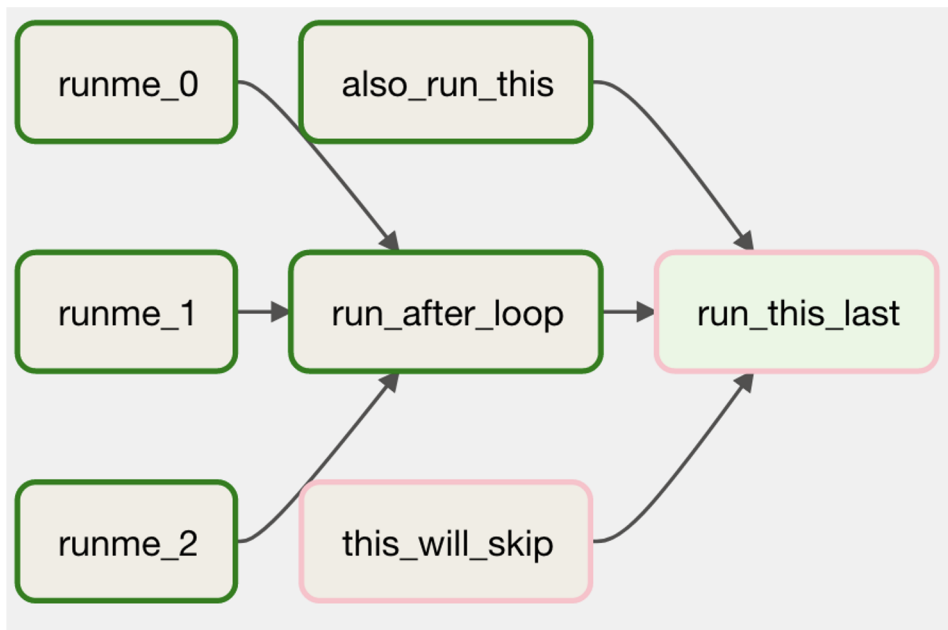 runme_0
also_run_this
runme_1
run_after_loop
run_this_last
runme_2
this_will_skip